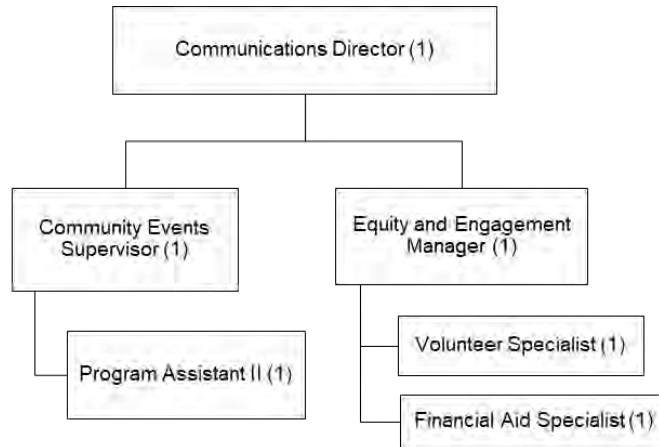 Communications Director (1)
Community Events
Supervisor (1)
Equity and Engagement
Manager (1)
Program Assistant II (1)
Volunteer Specialist (1)
Financial Aid Specialist (1)